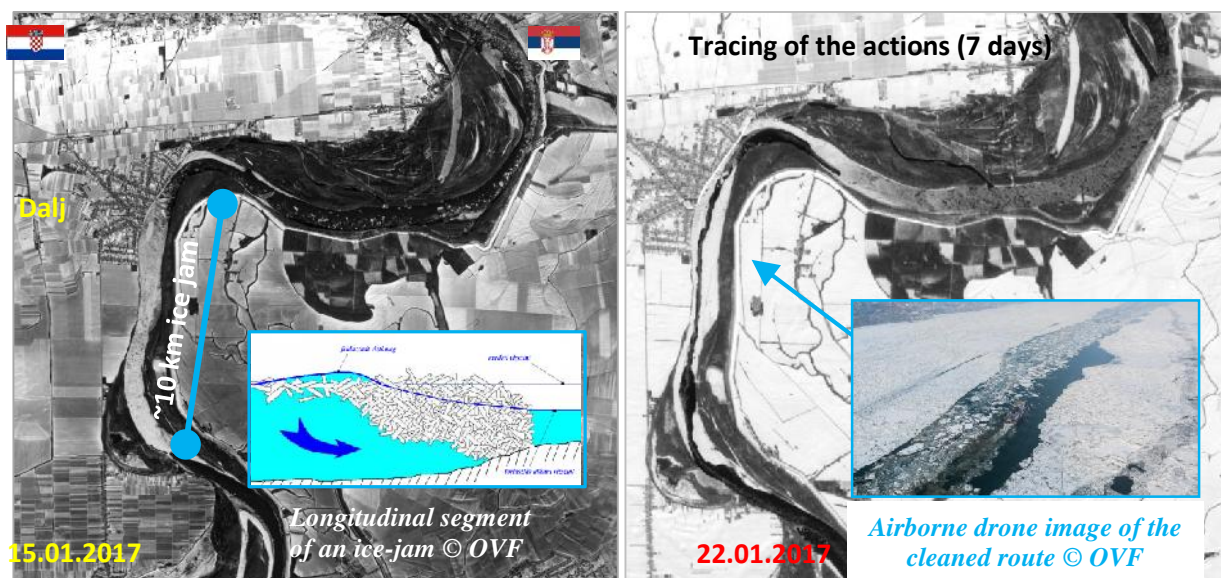 Dalj
~10 km ice jam
Longitudinal segment
of an ice-jam © OVF
15.01.2017
Tracing of the actions (7 days)
22.01.2017
Airborne drone image of the
cleaned route © OVF